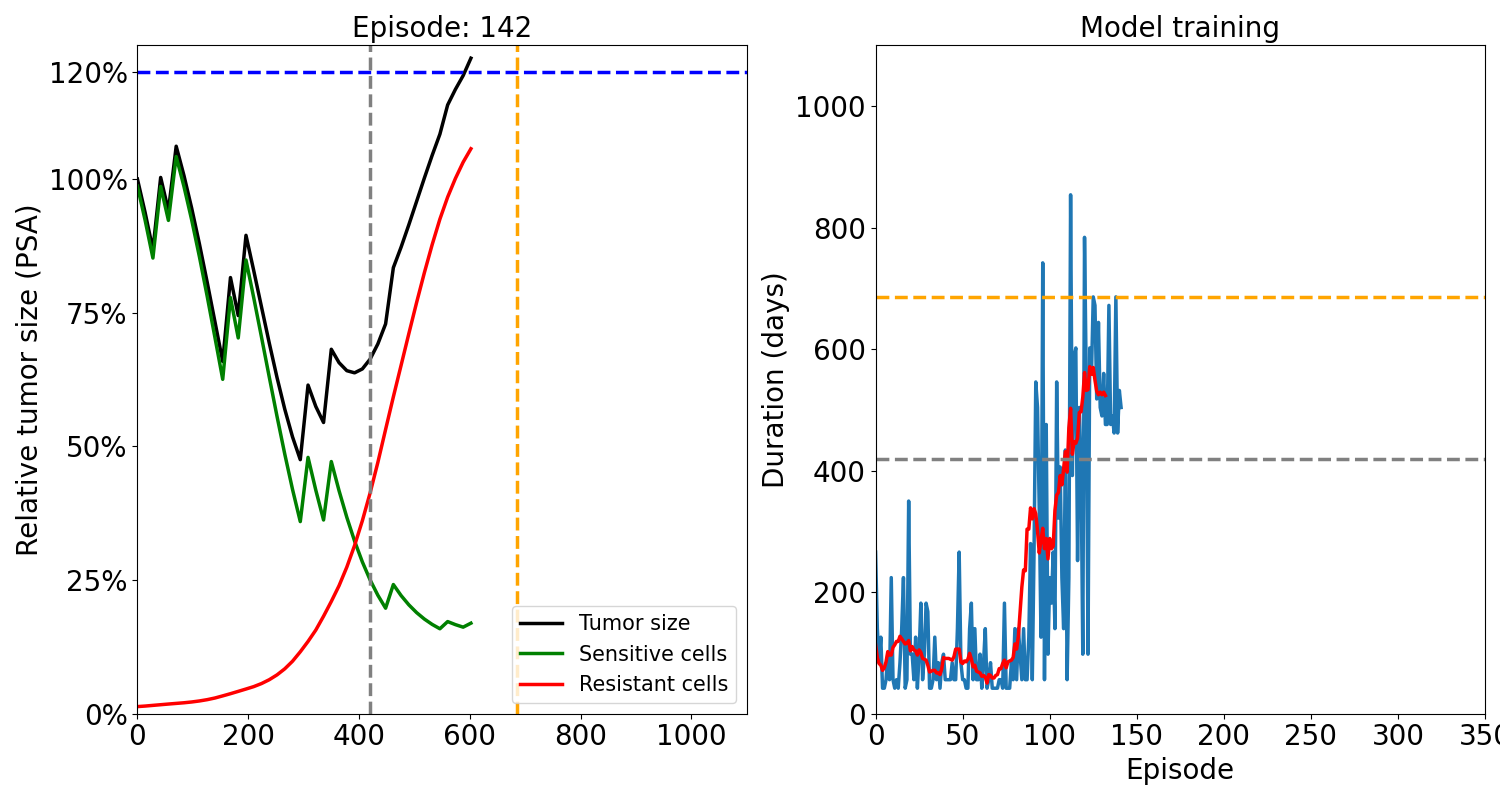 Episode: 142
Relative tumor size (PSA)
120%
100%
75%
50%
25%
0%
0 200 400 600 800 1000
Tumor size
Sensitive cells
Resistant cells
Model training
Duration (days)
1000
800
600
400
200
0
0 50 100 150 200 250 300 350
Episode